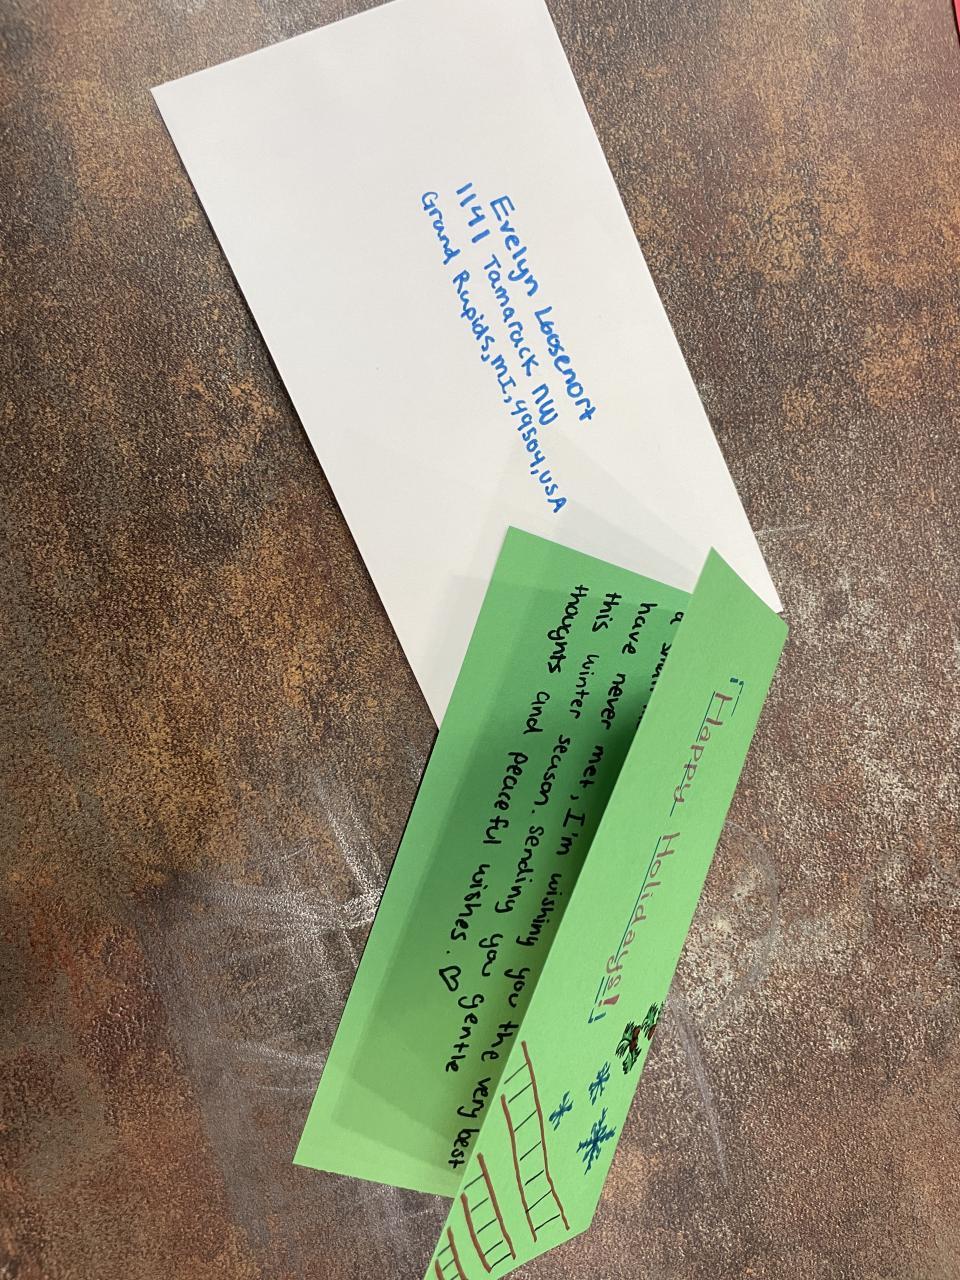 Evelyn Loosenort
1141 Tamarack NW
Grand Rapids, MI, 49504, USA
Happy Holidays!
a
have never met, I'm wishing you the very best
this winter season. Sending you gentle
thoughts and peaceful wishes. ♡